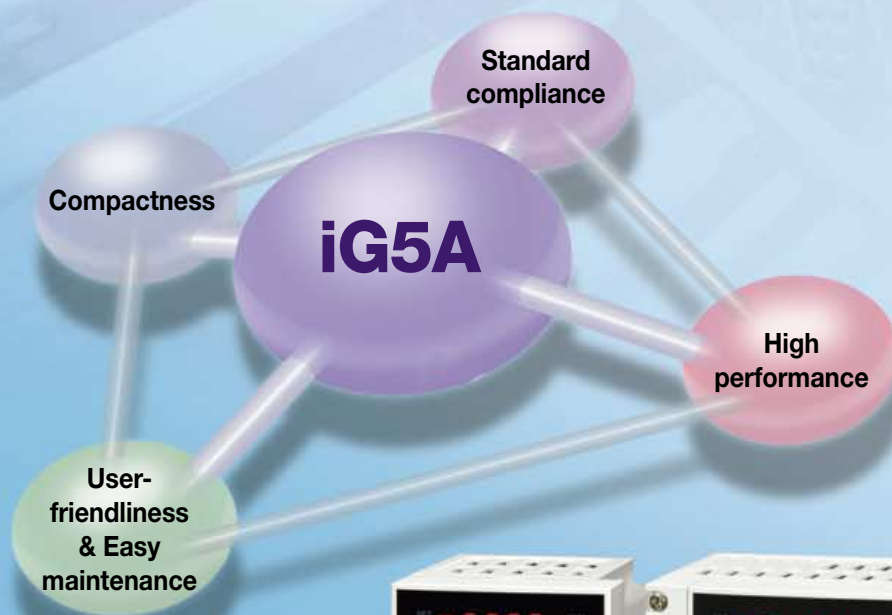 Standard
compliance
Compactness
iG5A
High
performance
User-
friendliness
& Easy
maintenance